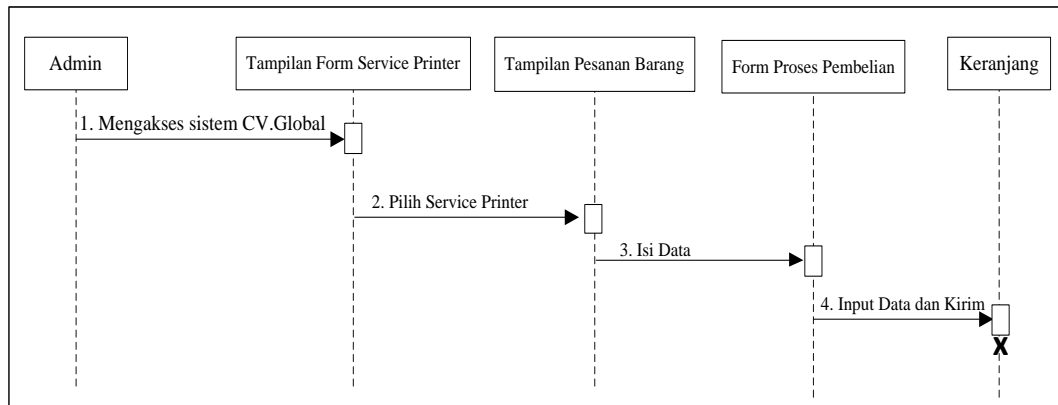 Admin
Tampilan Form Service Printer
Tampilan Pesanan Barang
Form Proses Pembelian
Keranjang
1. Mengakses sistem CV.Global
2. Pilih Service Printer
3. Isi Data
4. Input Data dan Kirim
X